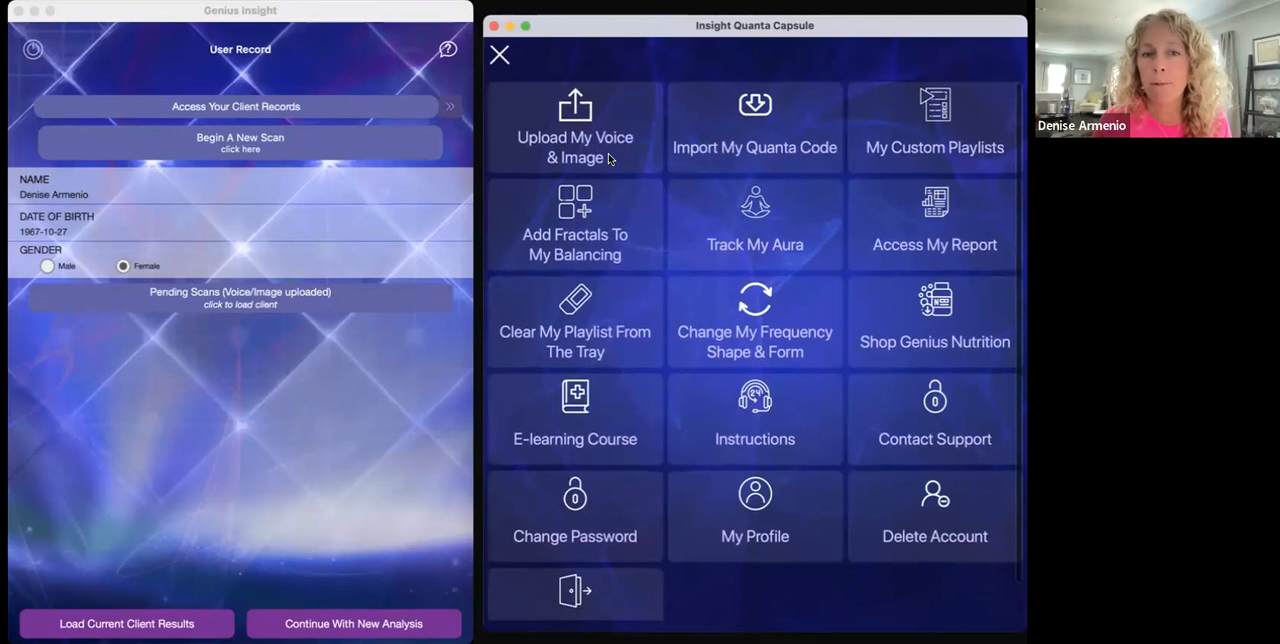 Genius Insight
User Record
Access Your Client Records
Begin A New Scan
click here
NAME
Denise Armenio
DATE OF BIRTH
1967-10-27
GENDER
Male
Female
Pending Scans (Voice/Image uploaded)
click to load client
Load Current Client Results
Continue With New Analysis
Insight Quanta Capsule
Upload My Voice
& Image
Import My Quanta Code
My Custom Playlists
Add Fractals To
My Balancing
Track My Aura
Access My Report
Clear My Playlist From
The Tray
Change My Frequency
Shape & Form
Shop Genius Nutrition
E-learning Course
24
Instructions
Contact Support
Change Password
My Profile
Delete Account
Denise Armenio